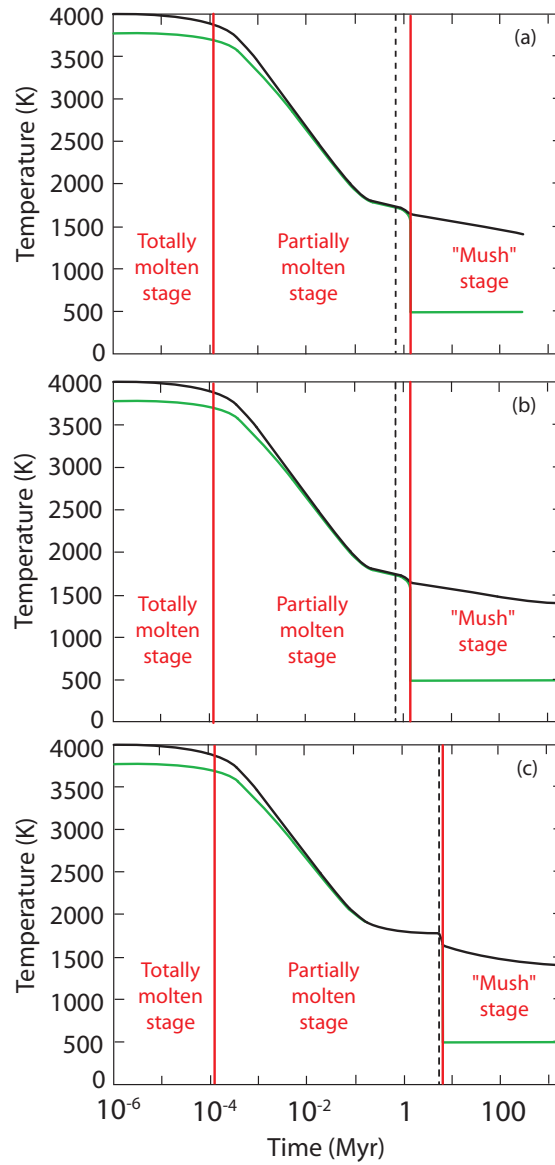 4000
3500
3000
2500
2000
1500
1000
500
0
Temperature (K)
(a)
Totally
molten
stage
Partially
molten
stage
"Mush"
stage
4000
3500
3000
2500
2000
1500
1000
500
0
Temperature (K)
(b)
Totally
molten
stage
Partially
molten
stage
"Mush"
stage
4000
3500
3000
2500
2000
1500
1000
500
0
Temperature (K)
(c)
Totally
molten
stage
Partially
molten
stage
"Mush"
stage
10⁻⁶ 10⁻⁴ 10⁻² 1 100
Time (Myr)